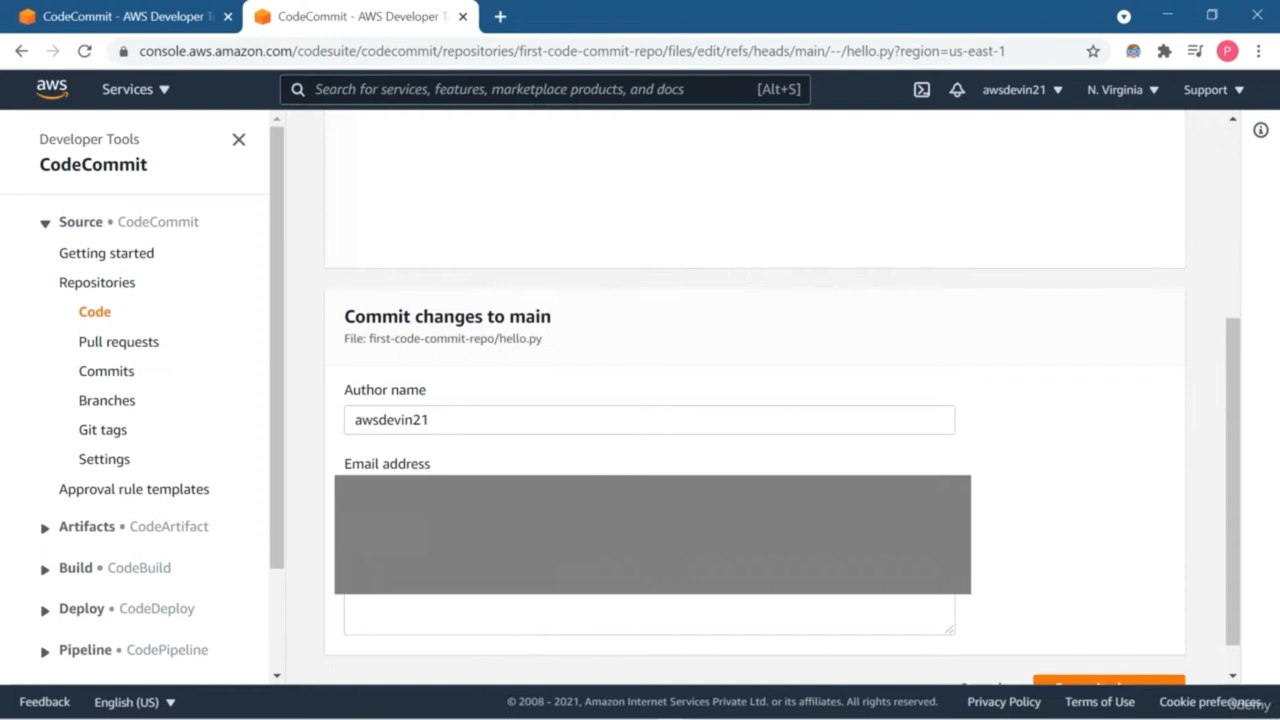 CodeCommit - AWS Developer T
CodeCommit - AWS Developer T
console.aws.amazon.com/codesuite/codecommit/repositories/first-code-commit-repo/files/edit/refs/heads/main/--/hello.py?region=us-east-1
P
aws
Services
Search for services, features, marketplace products, and docs
[Alt+S]
awsdevin21
N. Virginia
Support
Developer Tools
CodeCommit
Source • CodeCommit
Getting started
Repositories
Code
Pull requests
Commits
Branches
Git tags
Settings
Approval rule templates
Artifacts • CodeArtifact
Build • CodeBuild
Deploy • CodeDeploy
Pipeline • CodePipeline
Commit changes to main
File: first-code-commit-repo/hello.py
Author name
awsdevin21
Email address
Feedback
English (US)
© 2008 - 2021, Amazon Internet Services Private Ltd. or its affiliates. All rights reserved.
Privacy Policy
Terms of Use
Cookie preferences
Udemy